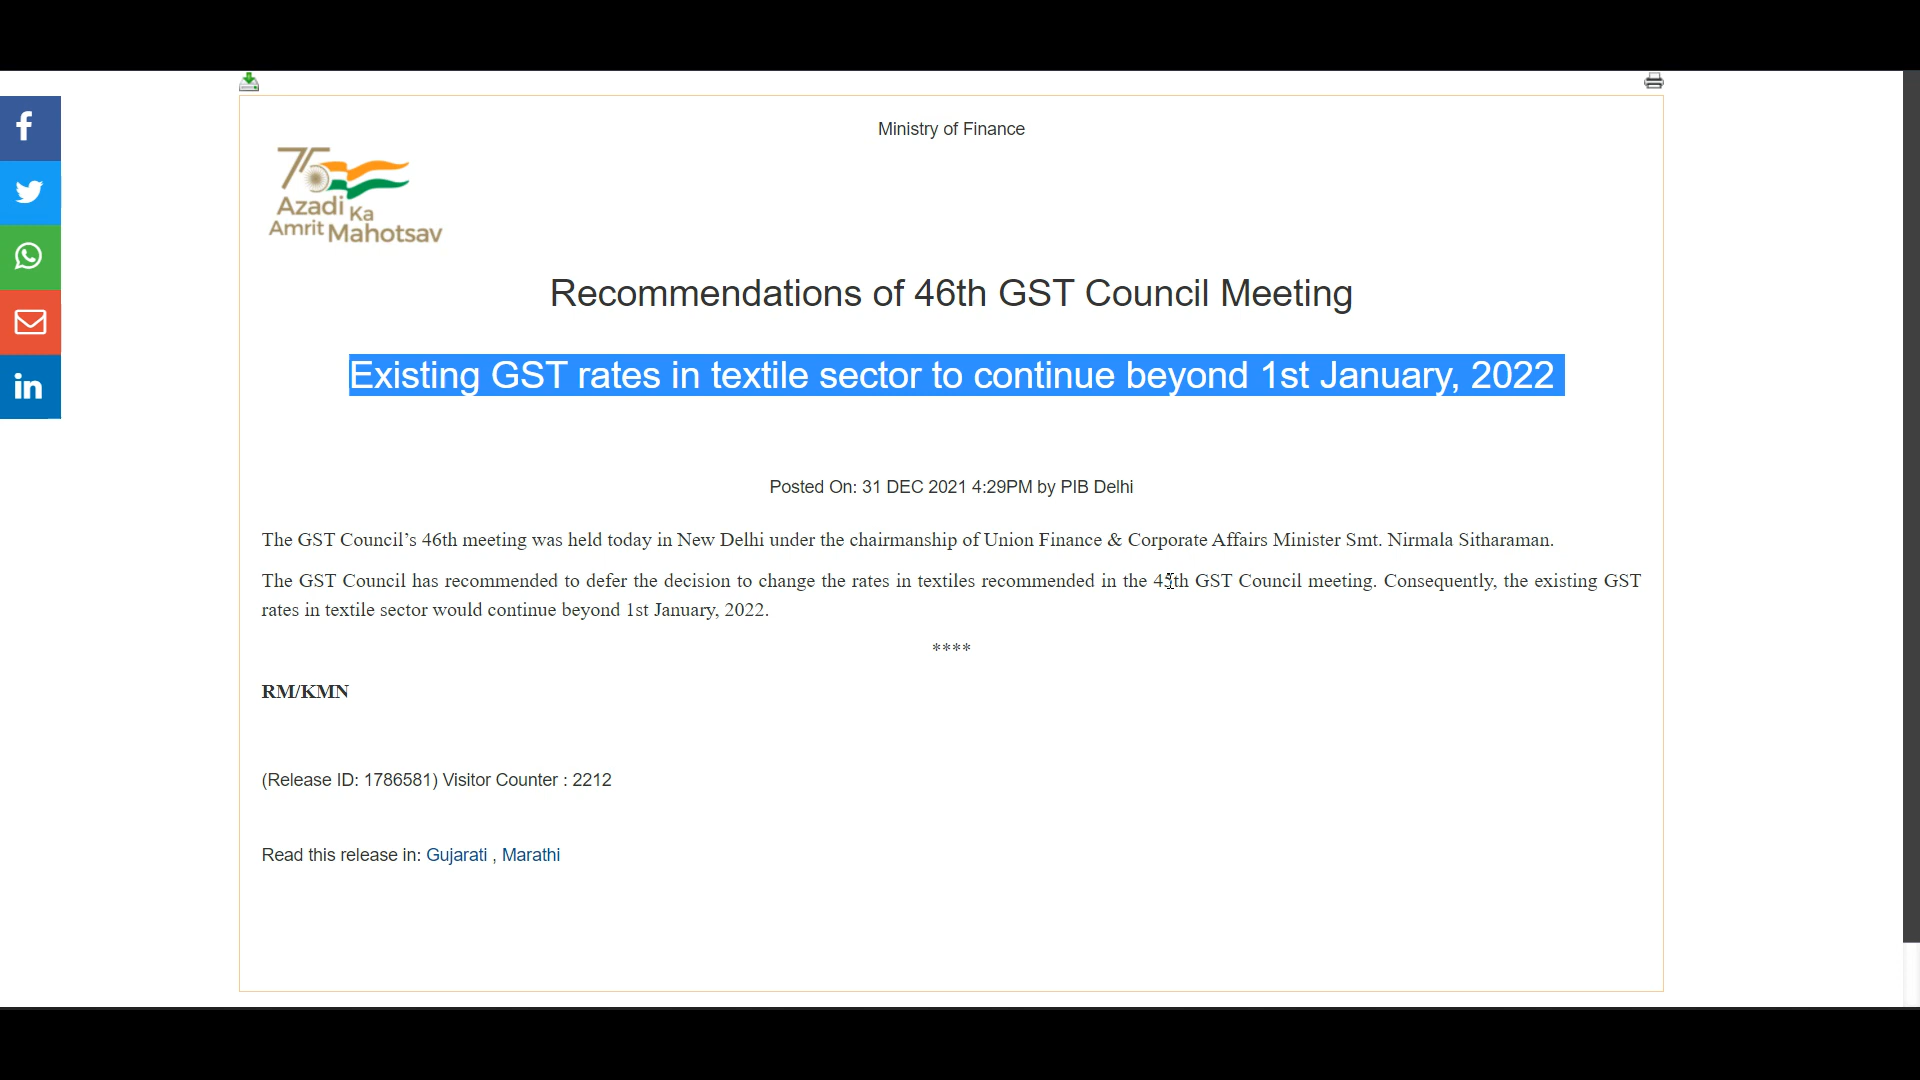 Ministry of Finance
75
Azadi Ka
Amrit Mahotsav
Recommendations of 46th GST Council Meeting
Existing GST rates in textile sector to continue beyond 1st January, 2022
Posted On: 31 DEC 2021 4:29PM by PIB Delhi
The GST Council’s 46th meeting was held today in New Delhi under the chairmanship of Union Finance & Corporate Affairs Minister Smt. Nirmala Sitharaman.
The GST Council has recommended to defer the decision to change the rates in textiles recommended in the 45th GST Council meeting. Consequently, the existing GST
rates in textile sector would continue beyond 1st January, 2022.
****
RM/KMN
(Release ID: 1786581) Visitor Counter : 2212
Read this release in: Gujarati , Marathi